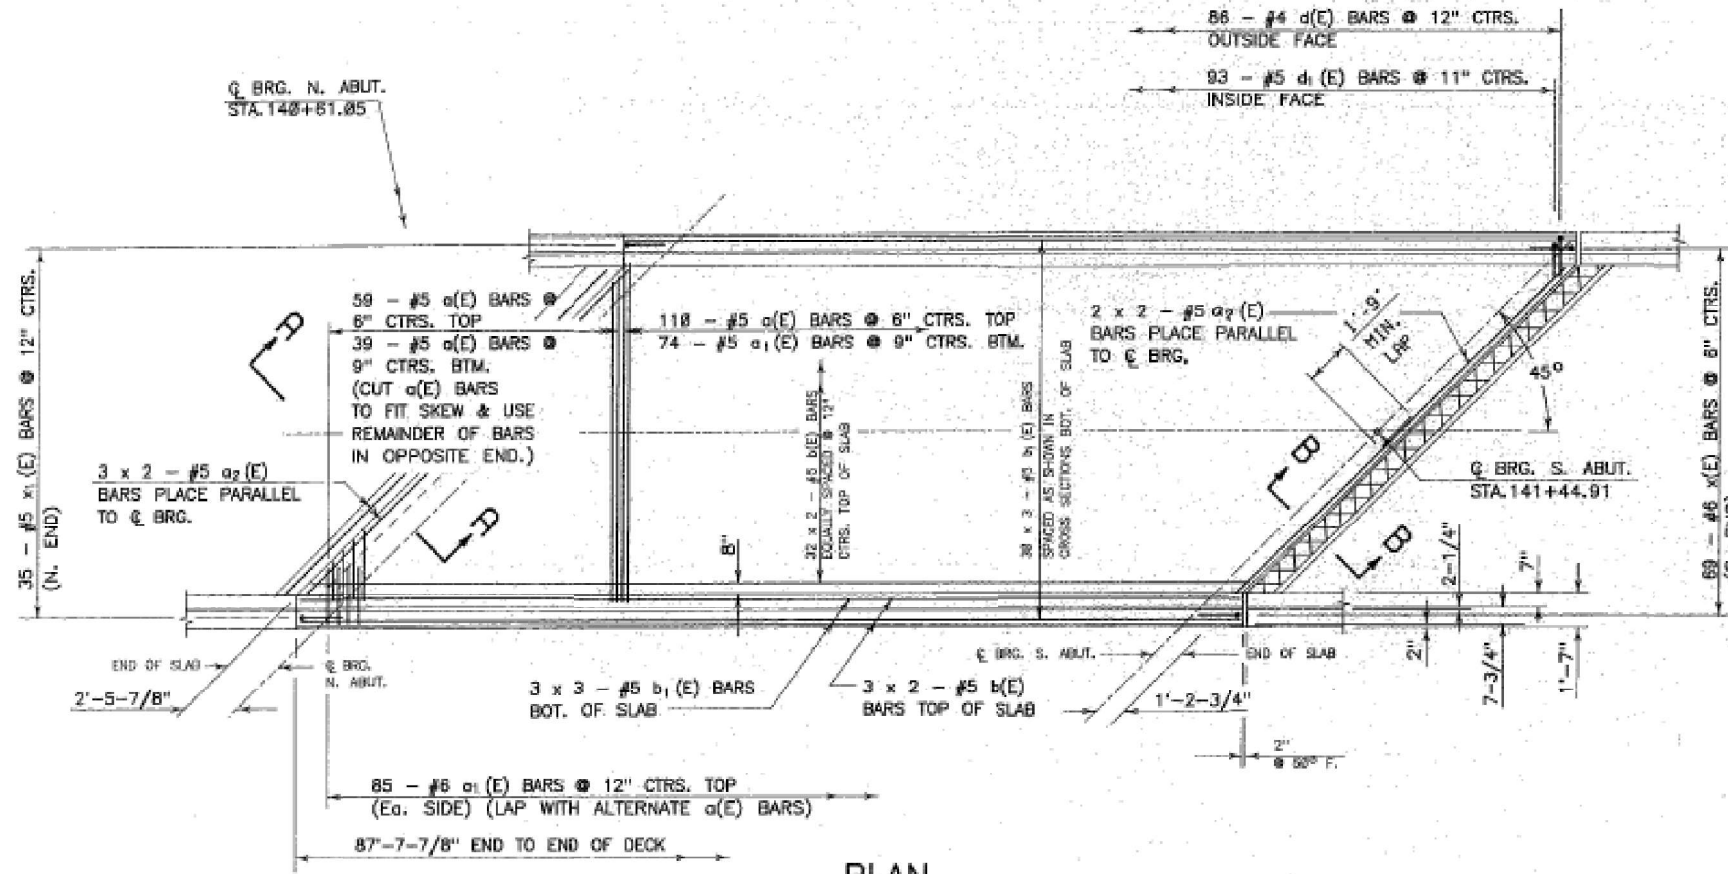 86 - #4 d(E) BARS @ 12" CTRS.
OUTSIDE FACE
93 - #5 d1 (E) BARS @ 11" CTRS.
INSIDE FACE
℄ BRG. N. ABUT.
STA. 140+61.05
35 - #5 x1 (E) BARS @ 12" CTRS.
(N. END)
59 - #5 a(E) BARS @
6" CTRS. TOP
39 - #5 a(E) BARS @
9" CTRS. BTM.
(CUT a(E) BARS
TO FIT SKEW & USE
REMAINDER OF BARS
IN OPPOSITE END.)
110 - #5 a(E) BARS @ 6" CTRS. TOP
74 - #5 a1 (E) BARS @ 9" CTRS. BTM.
2 x 2 - #5 a2 (E)
BARS PLACE PARALLEL
TO ℄ BRG.
1'-9"
MIN.
LAP
45°
A
A
B
B
3 x 2 - #5 a2 (E)
BARS PLACE PARALLEL
TO ℄ BRG.
32 x 2 - #5 b(E) BARS
EQUALLY SPACED @ 12"
CTRS. TOP OF SLAB
38 x 3 - #5 b1 (E) BARS
SPACED AS SHOWN IN
CROSS SECTIONS BOT. OF SLAB
℄ BRG. S. ABUT.
STA. 141+44.91
69 - #6 x(E) BARS @ 6" CTRS.
8"
2-1/4"
7"
2"
7-3/4"
1'-7"
END OF SLAB
℄ BRG.
N. ABUT.
2'-5-7/8"
3 x 3 - #5 b1 (E) BARS
BOT. OF SLAB
3 x 2 - #5 b(E)
BARS TOP OF SLAB
℄ BRG. S. ABUT.
END OF SLAB
1'-2-3/4"
2"
@ 50° F.
85 - #6 a1 (E) BARS @ 12" CTRS. TOP
(Ea. SIDE) (LAP WITH ALTERNATE a(E) BARS)
87'-7-7/8" END TO END OF DECK
PLAN